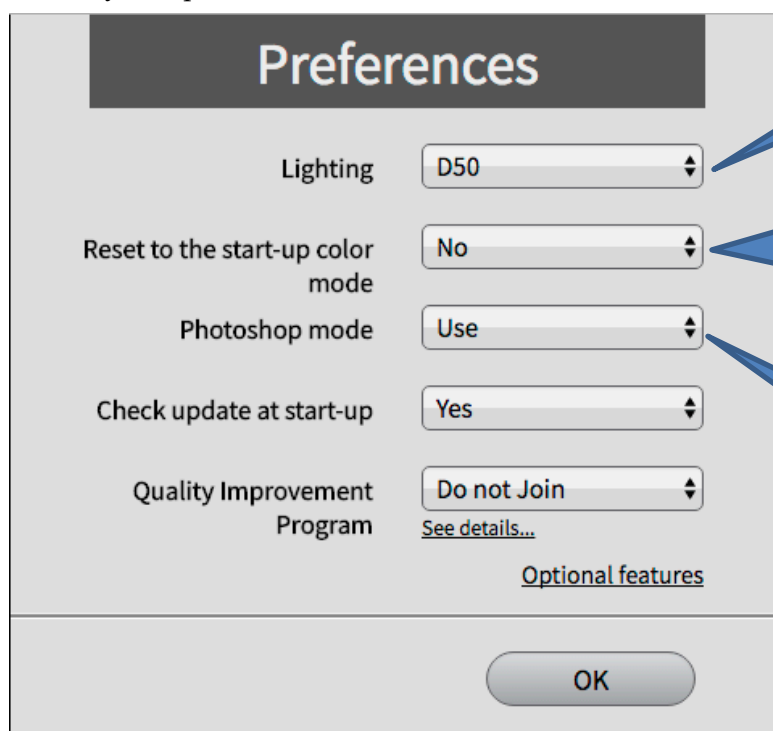 Preferences
Lighting D50
Reset to the start-up color No
mode
Photoshop mode Use
Check update at start-up Yes
Quality Improvement Do not Join
Program See details...
Optional features
OK